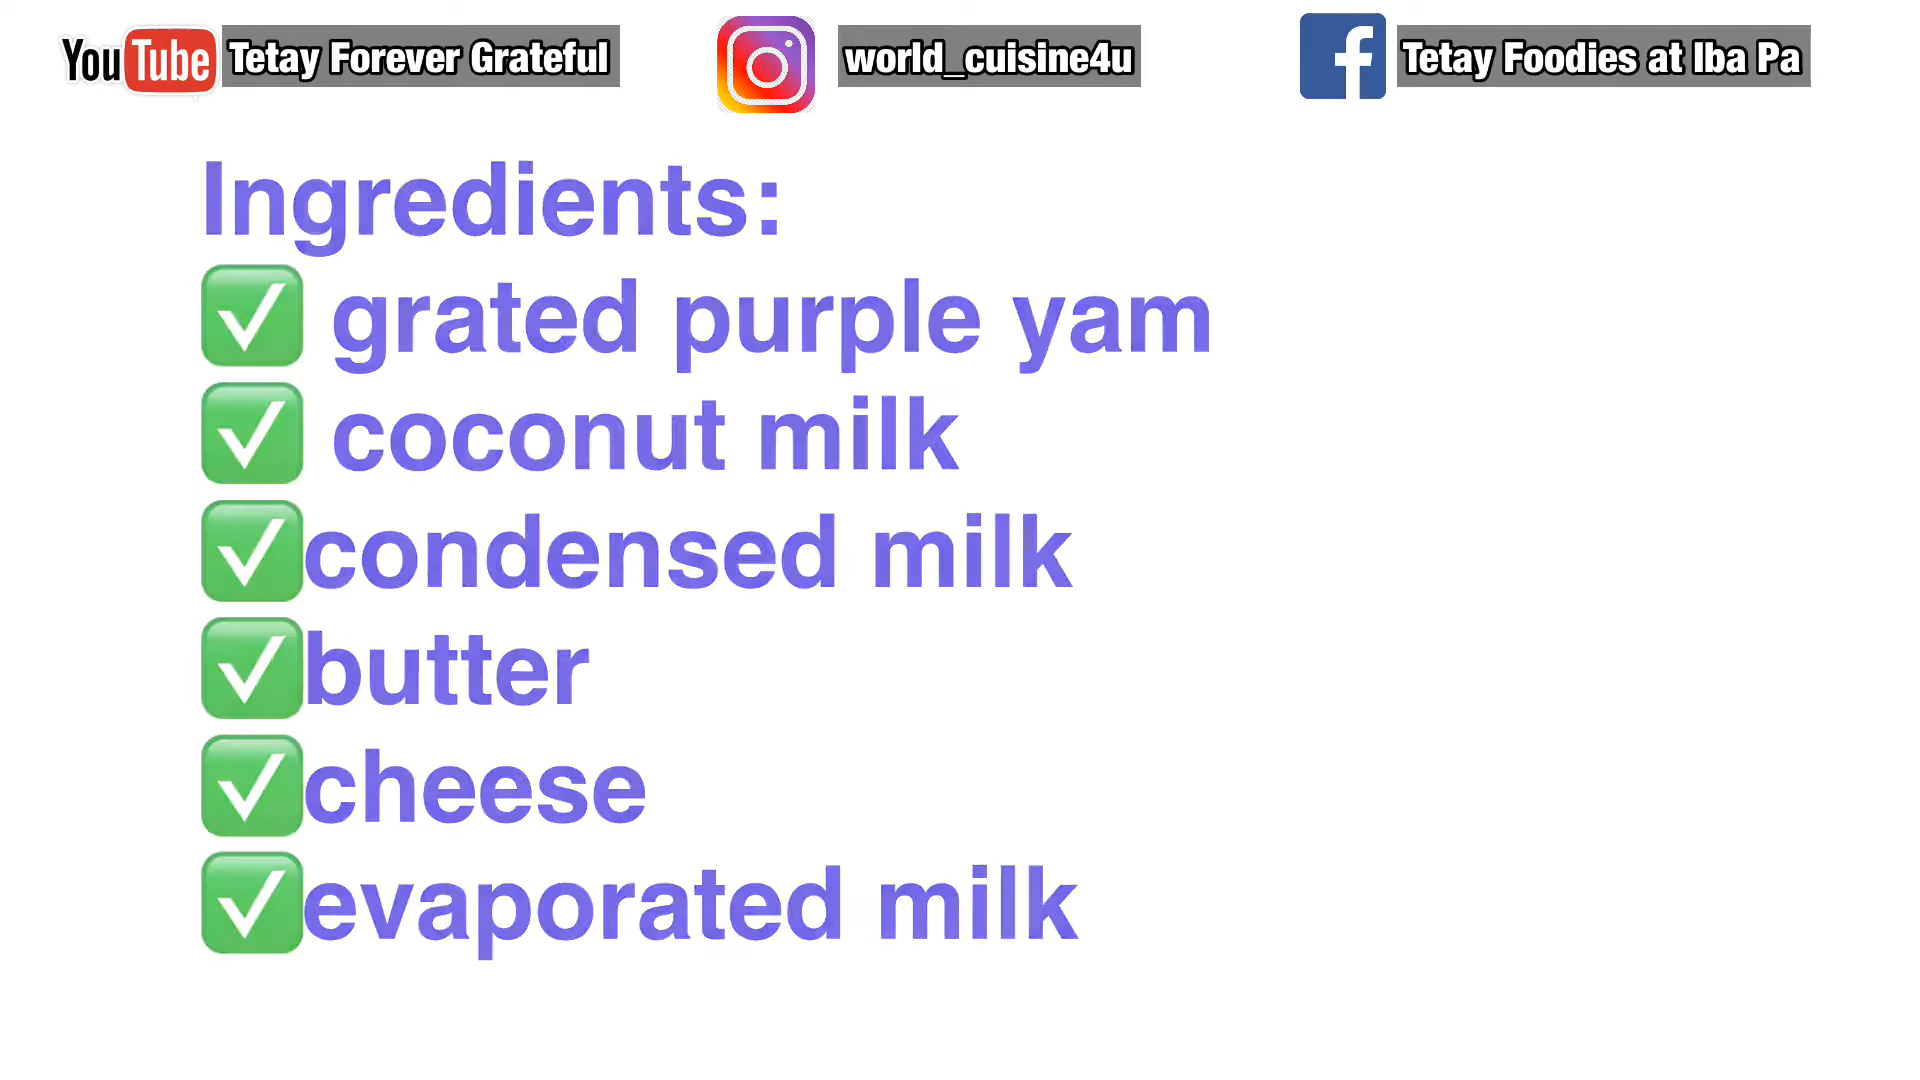 YouTube Tetay Forever Grateful world_cuisine4u Tetay Foodies at Iba Pa
Ingredients:
✅ grated purple yam
✅ coconut milk
✅condensed milk
✅butter
✅cheese
✅evaporated milk